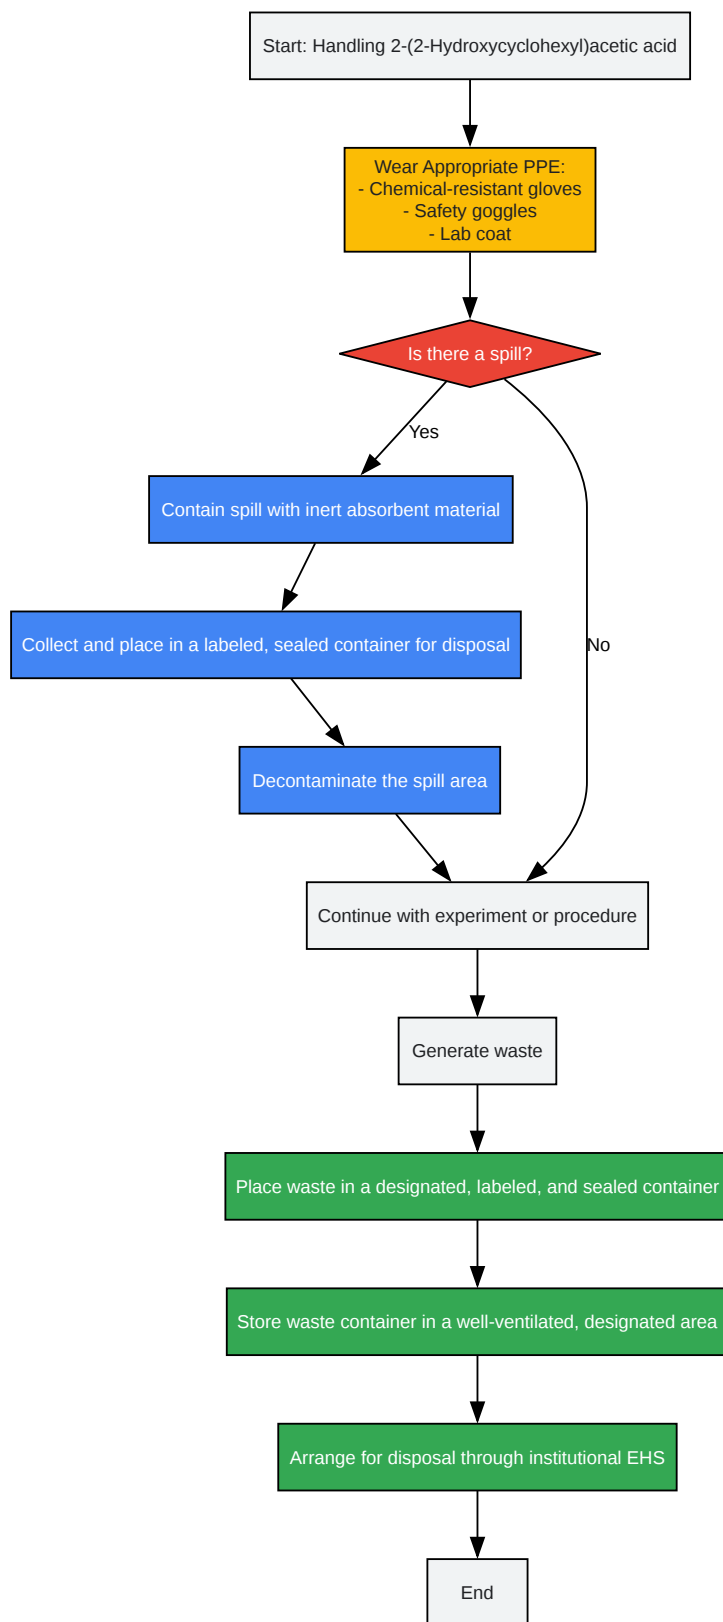 Start: Handling 2-(2-Hydroxycyclohexyl)acetic acid
Wear Appropriate PPE:
- Chemical-resistant gloves
- Safety goggles
- Lab coat
Is there a spill?
Yes
Contain spill with inert absorbent material
Collect and place in a labeled, sealed container for disposal
No
Decontaminate the spill area
Continue with experiment or procedure
Generate waste
Place waste in a designated, labeled, and sealed container
Store waste container in a well-ventilated, designated area
Arrange for disposal through institutional EHS
End